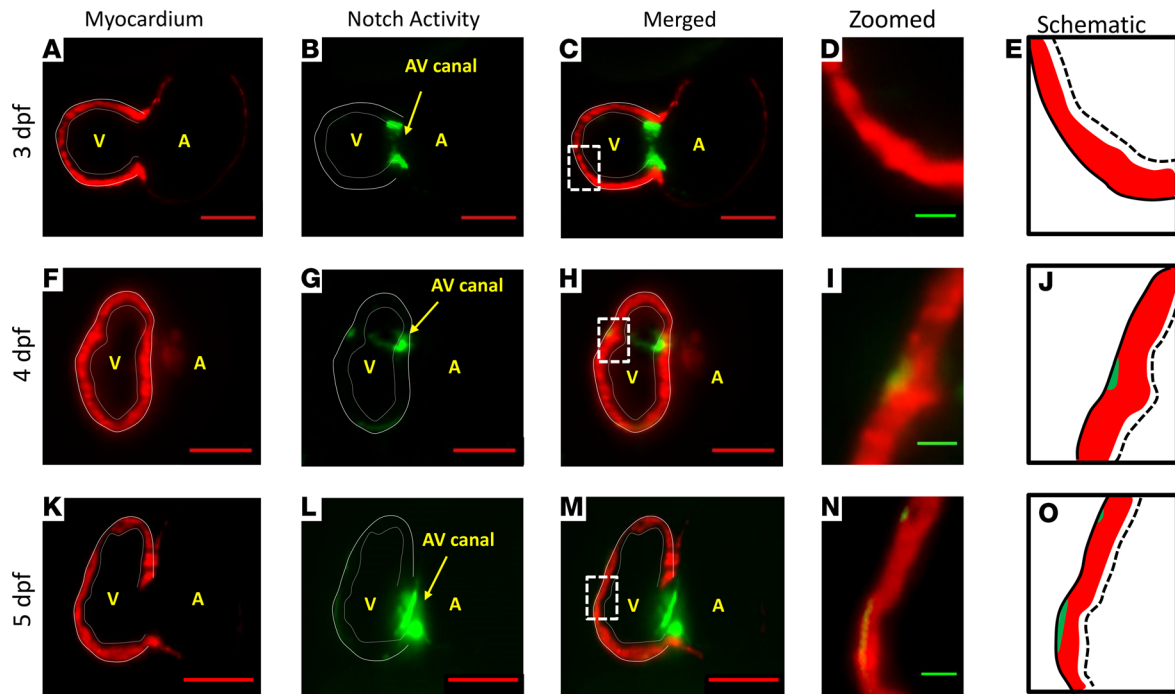 Myocardium Notch Activity Merged Zoomed Schematic
3 dpf
A B C D E
AV canal
V A V A V A
4 dpf
F G H I J
AV canal
V A V A V A
5 dpf
K L M N O
AV canal
V A V A V A